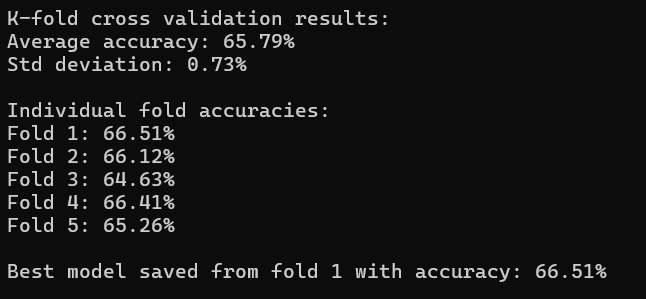 K-fold cross validation results:
Average accuracy: 65.79%
Std deviation: 0.73%
Individual fold accuracies:
Fold 1: 66.51%
Fold 2: 66.12%
Fold 3: 64.63%
Fold 4: 66.41%
Fold 5: 65.26%
Best model saved from fold 1 with accuracy: 66.51%